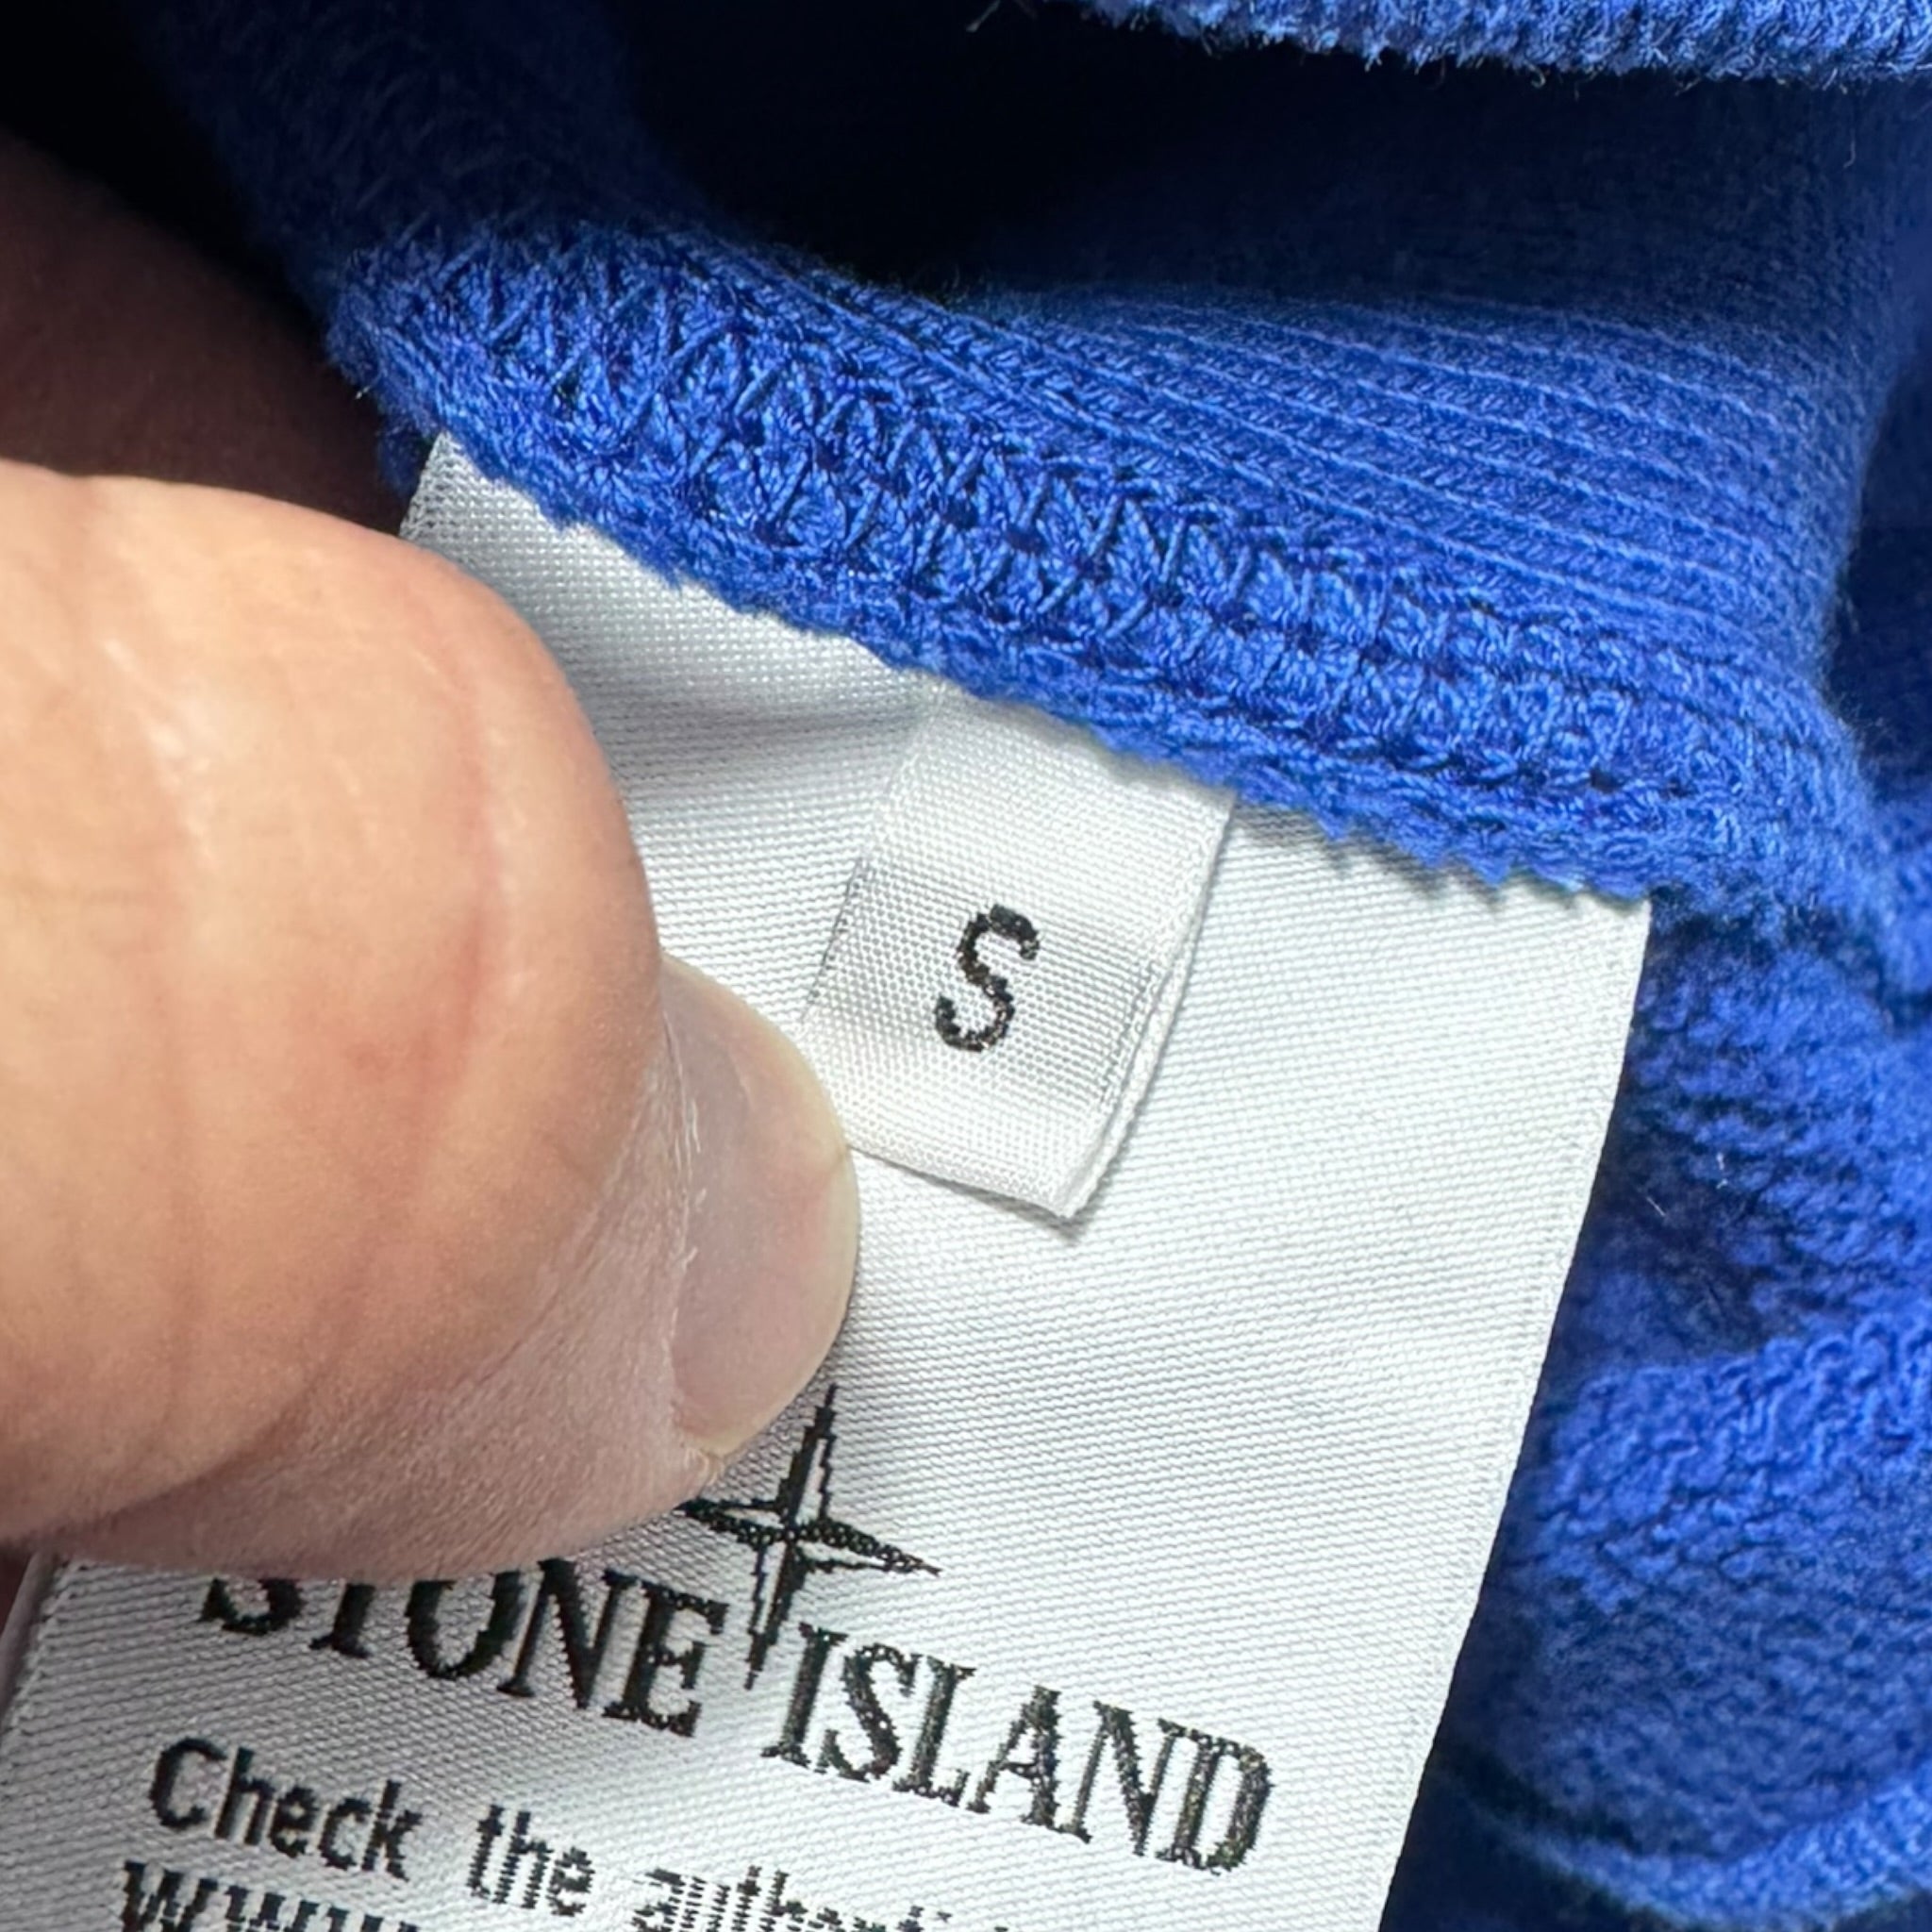 S
STONE ISLAND
Check the